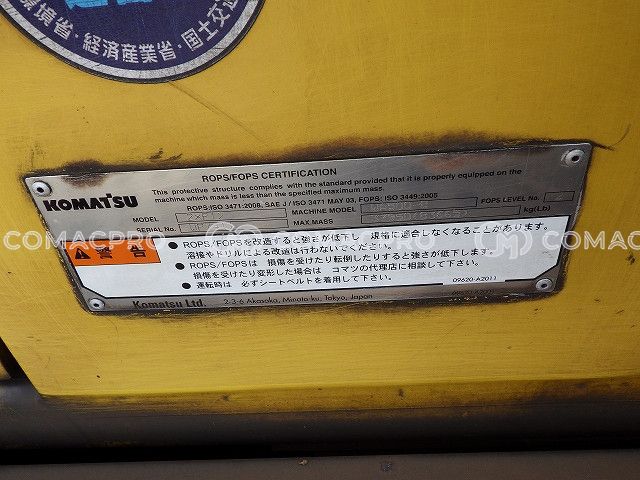 環境省・経済産業省・国土交通
ROPS/FOPS CERTIFICATION
This protective structure complies with the standard provided that it is properly equipped on the
machine which mass is less than the specified maximum mass.
KOMATSU
ROPS/ISO 3471:2008, SAE J / ISO 3471 MAY 03, FOPS: ISO 3449:2005
FOPS LEVEL No.
MODEL
MACHINE MODEL
SERIAL No.
MAX MASS
kg(Lb)
警告
● ROPS/FOPSを改造すると強さが低下し、規格に適合しなくなることがあります。
溶接やドリルによる改造は行わないでください。
● ROPS/FOPSは 損傷を受けたり転倒したりすると強さが低下します。
損傷を受けたり変形した場合は コマツの代理店に相談して下さい。
● 運転時は 必ずシートベルトを着用して下さい。
09620-A2011
Komatsu Ltd.
2-3-6 Akasaka, Minato-ku, Tokyo, Japan
COMACPRO COMACPRO COMACPRO